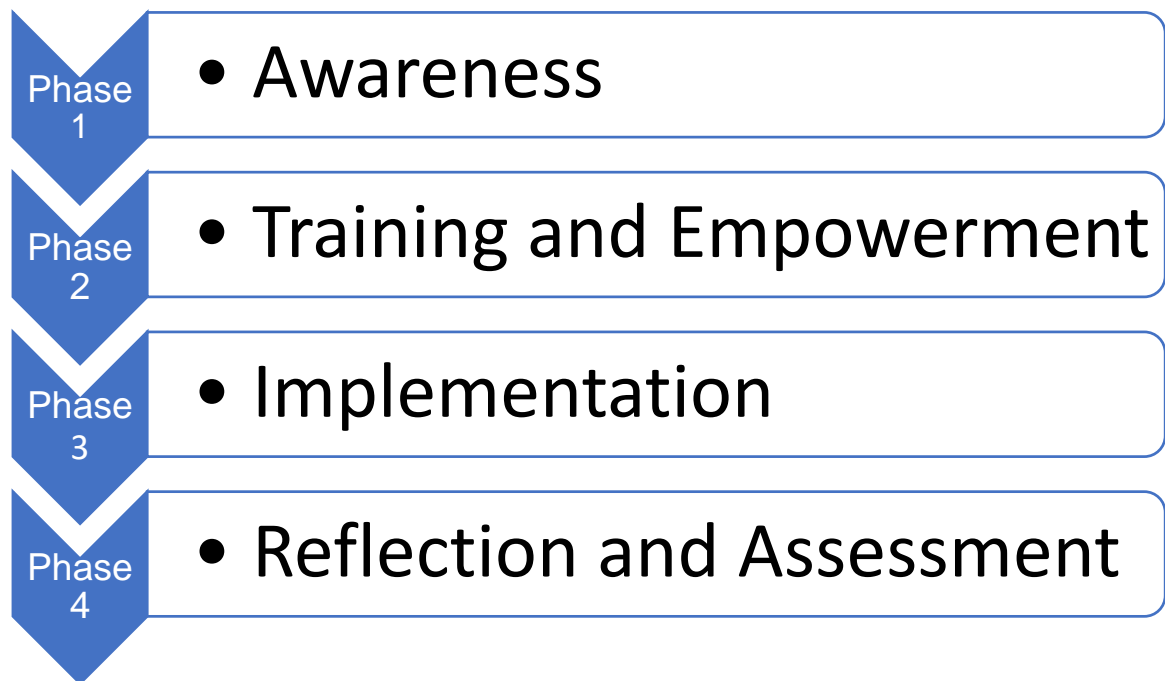 Phase
1
• Awareness
Phase
2
• Training and Empowerment
Phase
3
• Implementation
Phase
4
• Reflection and Assessment